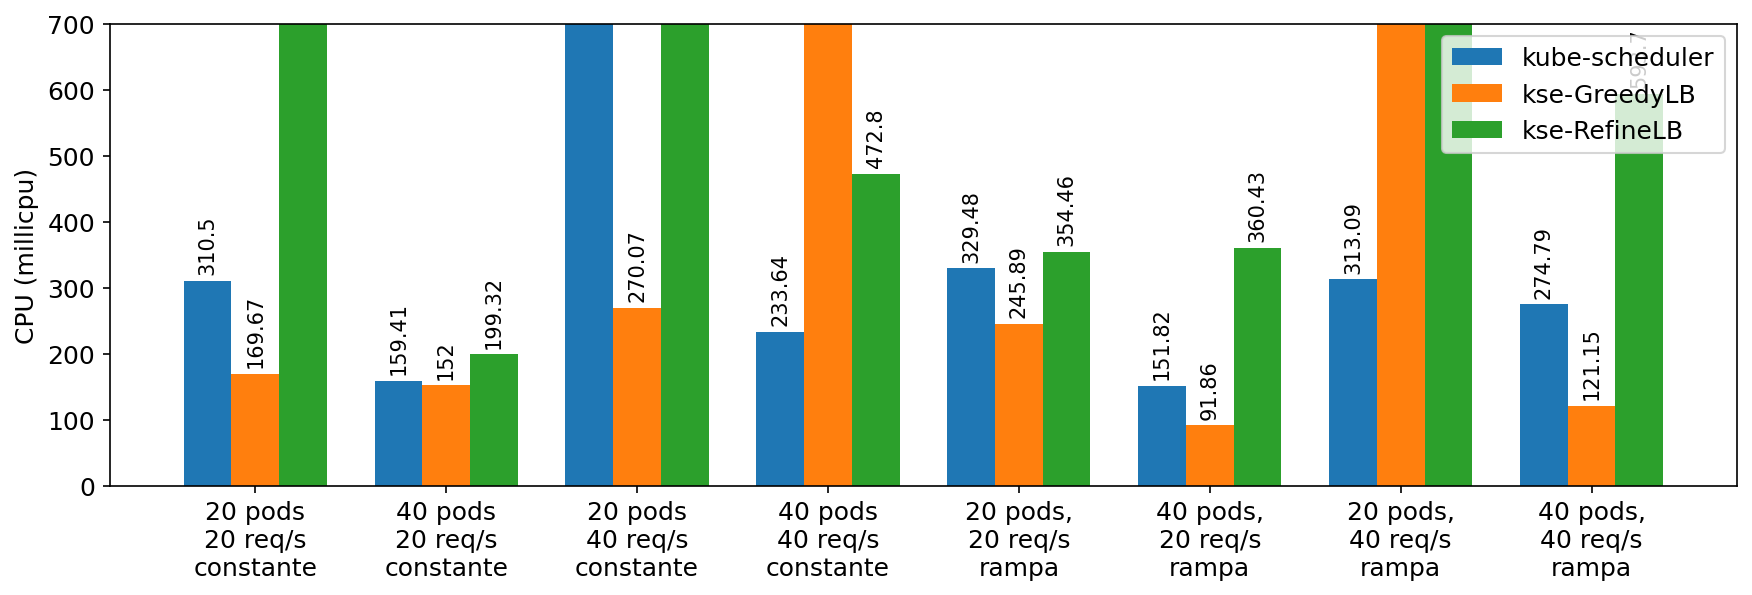 700
600
500
400
300
200
100
0
CPU (millicpu)
310.5
169.67
159.41
152
199.32
270.07
233.64
472.8
329.48
245.89
354.46
151.82
91.86
360.43
313.09
274.79
121.15
kube-scheduler
kse-GreedyLB
kse-RefineLB
20 pods
20 req/s
constante
40 pods
20 req/s
constante
20 pods
40 req/s
constante
40 pods
40 req/s
constante
20 pods,
20 req/s
rampa
40 pods,
20 req/s
rampa
20 pods,
40 req/s
rampa
40 pods,
40 req/s
rampa